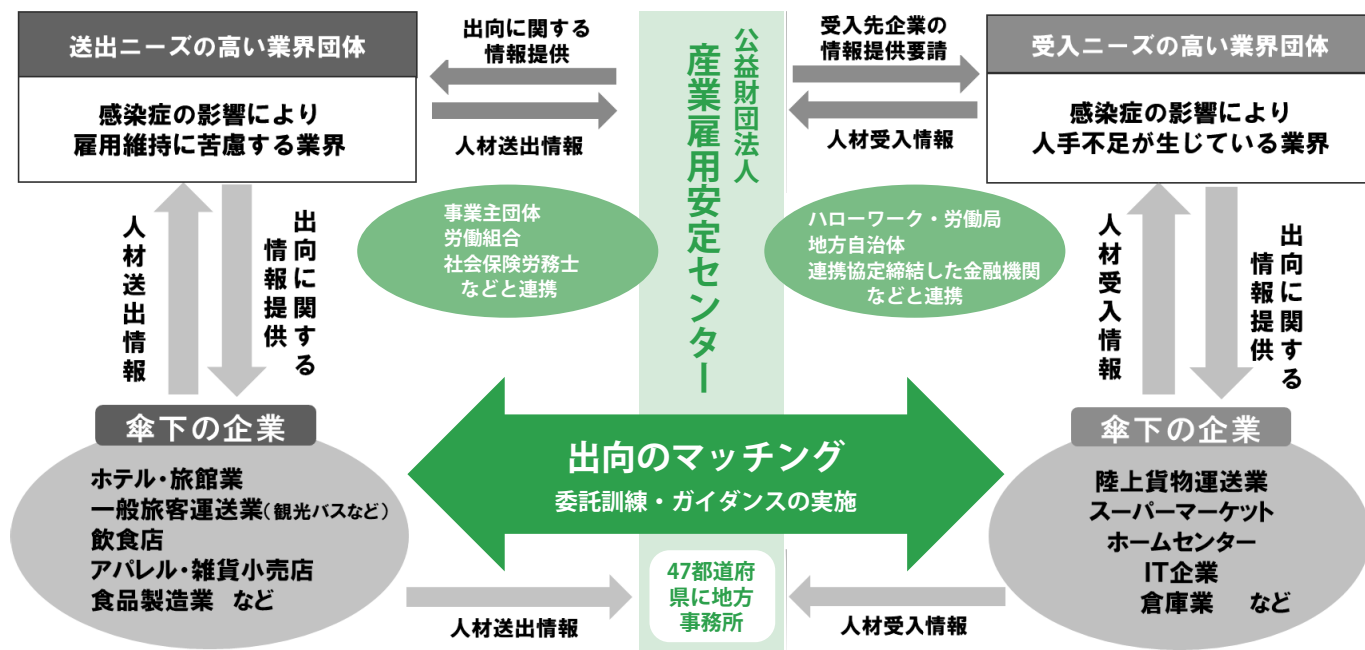 送出ニーズの高い業界団体
感染症の影響により
雇用維持に苦慮する業界
出向に関する
情報提供
人材送出情報
公益財団法人
産業雇用安定センター
受入先企業の
情報提供要請
人材受入情報
受入ニーズの高い業界団体
感染症の影響により
人手不足が生じている業界
事業主団体
労働組合
社会保険労務士
などと連携
ハローワーク・労働局
地方自治体
連携協定締結した金融機関
などと連携
人材送出情報
出向に関する
情報提供
人材受入情報
出向に関する
情報提供
傘下の企業
ホテル・旅館業
一般旅客運送業(観光バスなど)
飲食店
アパレル・雑貨小売店
食品製造業 など
出向のマッチング
委託訓練・ガイダンスの実施
傘下の企業
陸上貨物運送業
スーパーマーケット
ホームセンター
IT企業
倉庫業 など
人材送出情報
47都道府
県に地方
事務所
人材受入情報